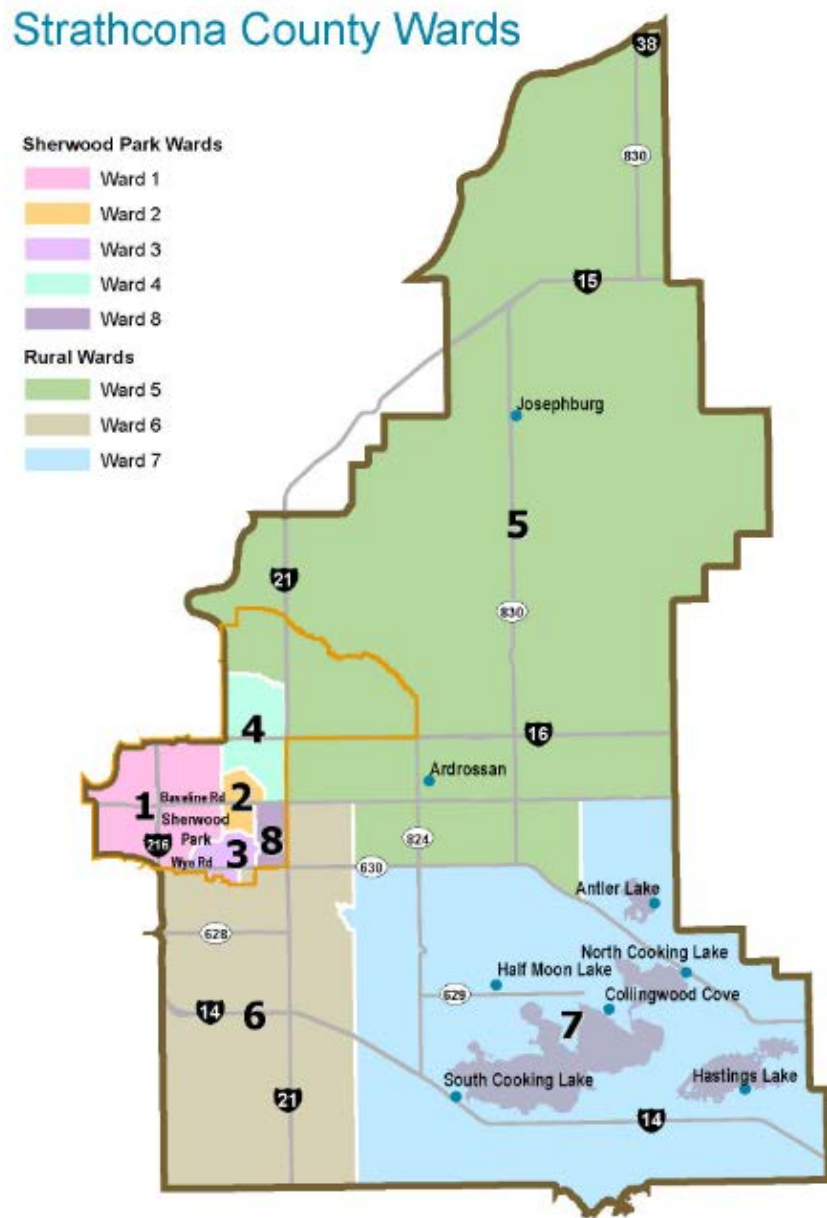 Strathcona County Wards
Sherwood Park Wards
Ward 1
Ward 2
Ward 3
Ward 4
Ward 8
Rural Wards
Ward 5
Ward 6
Ward 7
38
830
15
Josephburg
5
21
830
4
16
Ardrossan
1
Baseline Rd
2
Sherwood
Park
216
Wye Rd
3
8
824
630
Antler Lake
628
North Cooking Lake
Half Moon Lake
629
Collingwood Cove
14
6
7
South Cooking Lake
Hastings Lake
21
14